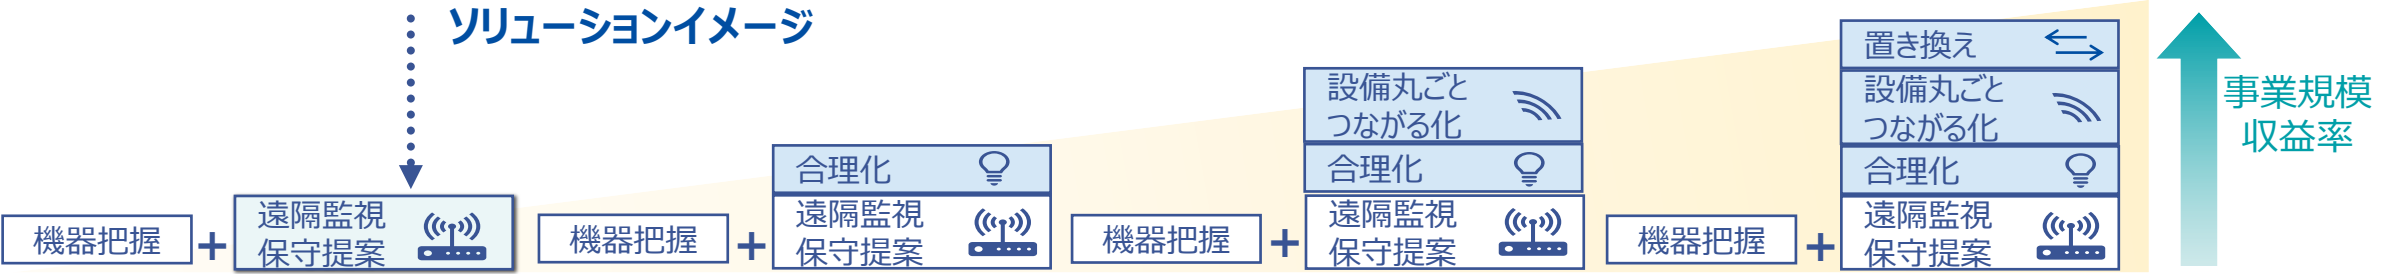 ソリューションイメージ
機器把握
+
遠隔監視
保守提案
機器把握
+
合理化
遠隔監視
保守提案
機器把握
+
設備丸ごと
つながる化
合理化
遠隔監視
保守提案
機器把握
+
置き換え
設備丸ごと
つながる化
合理化
遠隔監視
保守提案
事業規模
収益率